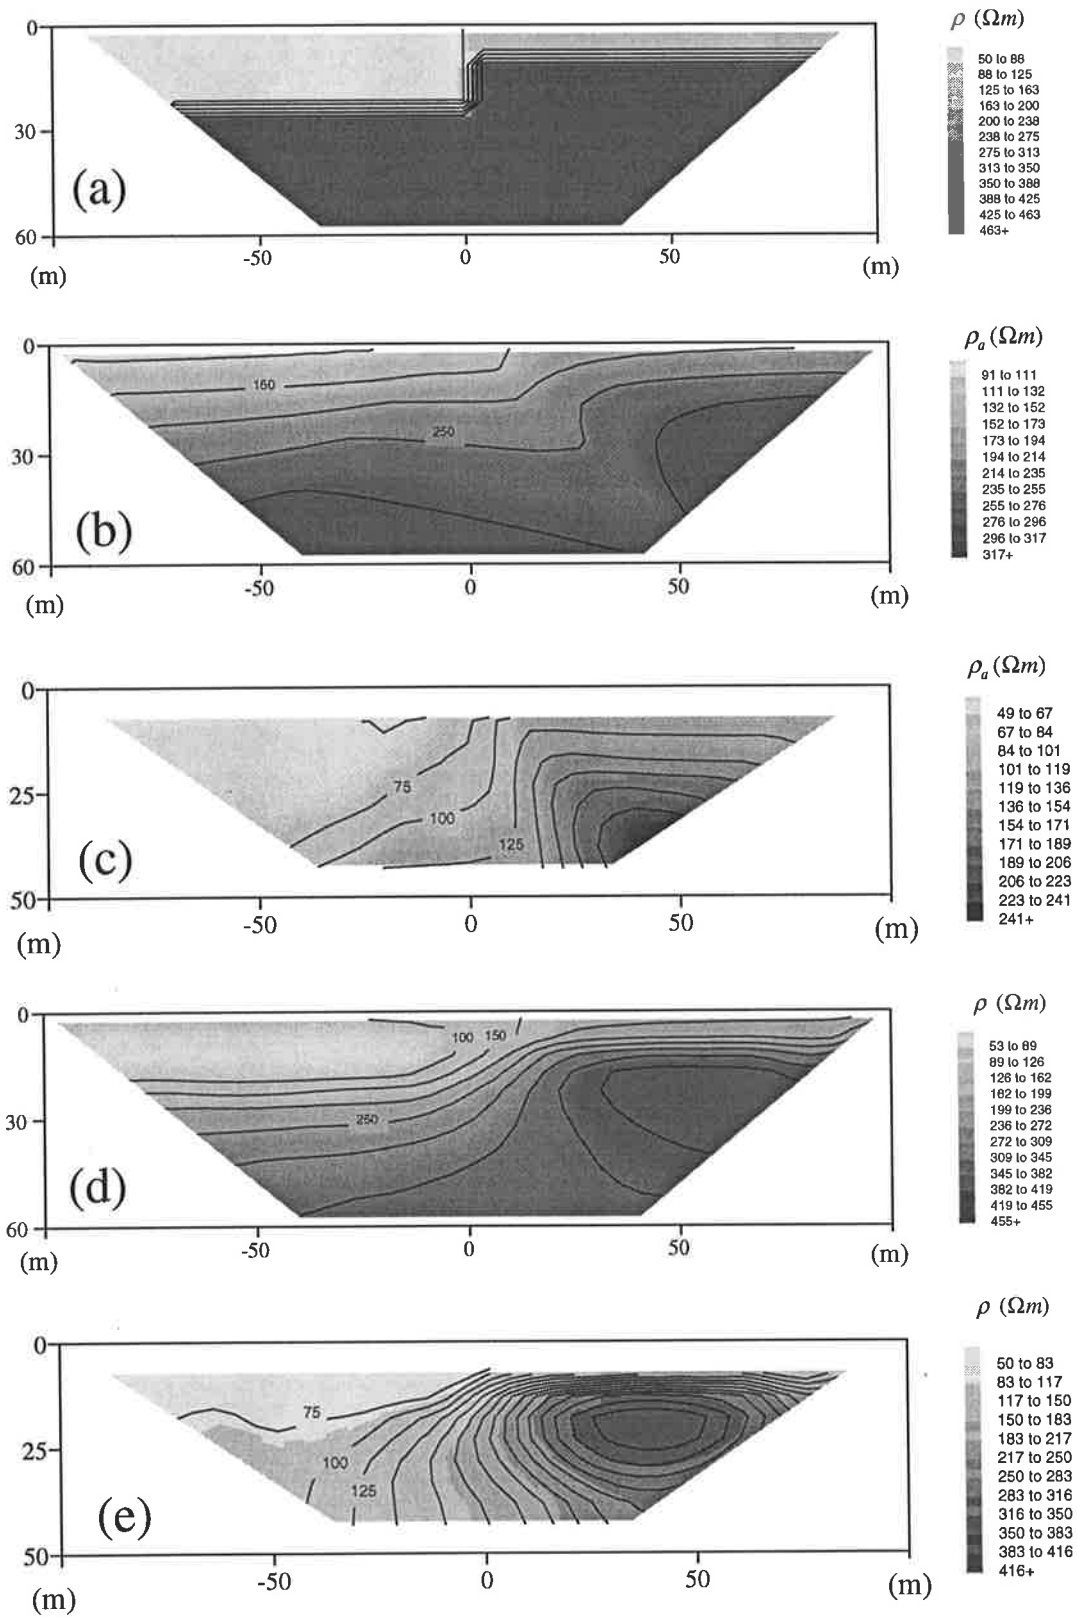 ρ (Ωm)
0
50 to 88
88 to 125
125 to 163
163 to 200
200 to 238
238 to 275
275 to 313
313 to 350
350 to 388
388 to 425
425 to 463
463+
30
(a)
60
-50 0 50
(m) (m)
ρa (Ωm)
0
91 to 111
111 to 132
132 to 152
152 to 173
173 to 194
194 to 214
214 to 235
235 to 255
255 to 276
276 to 296
296 to 317
317+
150
250
30
(b)
60
-50 0 50
(m) (m)
ρa (Ωm)
0
49 to 67
67 to 84
84 to 101
101 to 119
119 to 136
136 to 154
154 to 171
171 to 189
189 to 206
206 to 223
223 to 241
241+
75
25
100
125
(c)
50
-50 0 50
(m) (m)
ρ (Ωm)
0
53 to 89
89 to 126
126 to 162
162 to 199
199 to 236
236 to 272
272 to 309
309 to 345
345 to 382
382 to 419
419 to 455
455+
100 150
30
250
(d)
60
-50 0 50
(m) (m)
ρ (Ωm)
0
50 to 83
83 to 117
117 to 150
150 to 183
183 to 217
217 to 250
250 to 283
283 to 316
316 to 350
350 to 383
383 to 416
416+
75
25
100
125
(e)
50
-50 0 50
(m) (m)